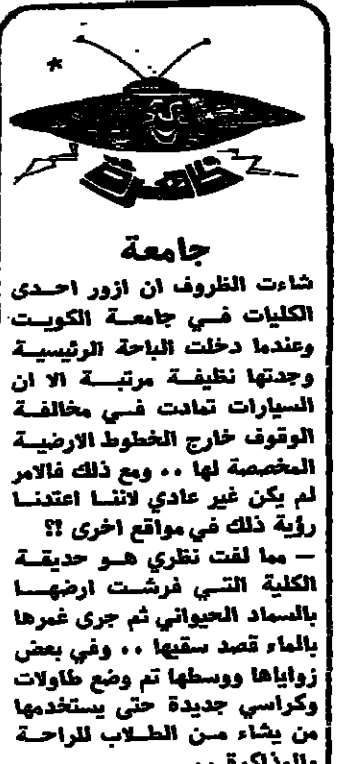 جامعة
شاءت الظروف ان ازور احدى
الكليات في جامعة الكويت
وعندما دخلت الباحة الرئيسية
وجدتها نظيفة مرتبة الا ان
السيارات تمادت في مخالفة
الوقوف خارج الخطوط الارضية
المخصصة لها .. ومع ذلك فالامر
لم يكن غير عادي لاننا اعتدنا
رؤية ذلك في مواقع اخرى !؟
— مما لفت نظري هو حديقة
الكلية التي فرشت ارضها
بالسماد الحيواني ثم جرى غمرها
بالماء قصد سقيها .. وفي بعض
زواياها ووسطها تم وضع طاولات
وكراسي جديدة حتى يستخدمها
من يشاء من الطلاب للراحة
والمذاكرة ..